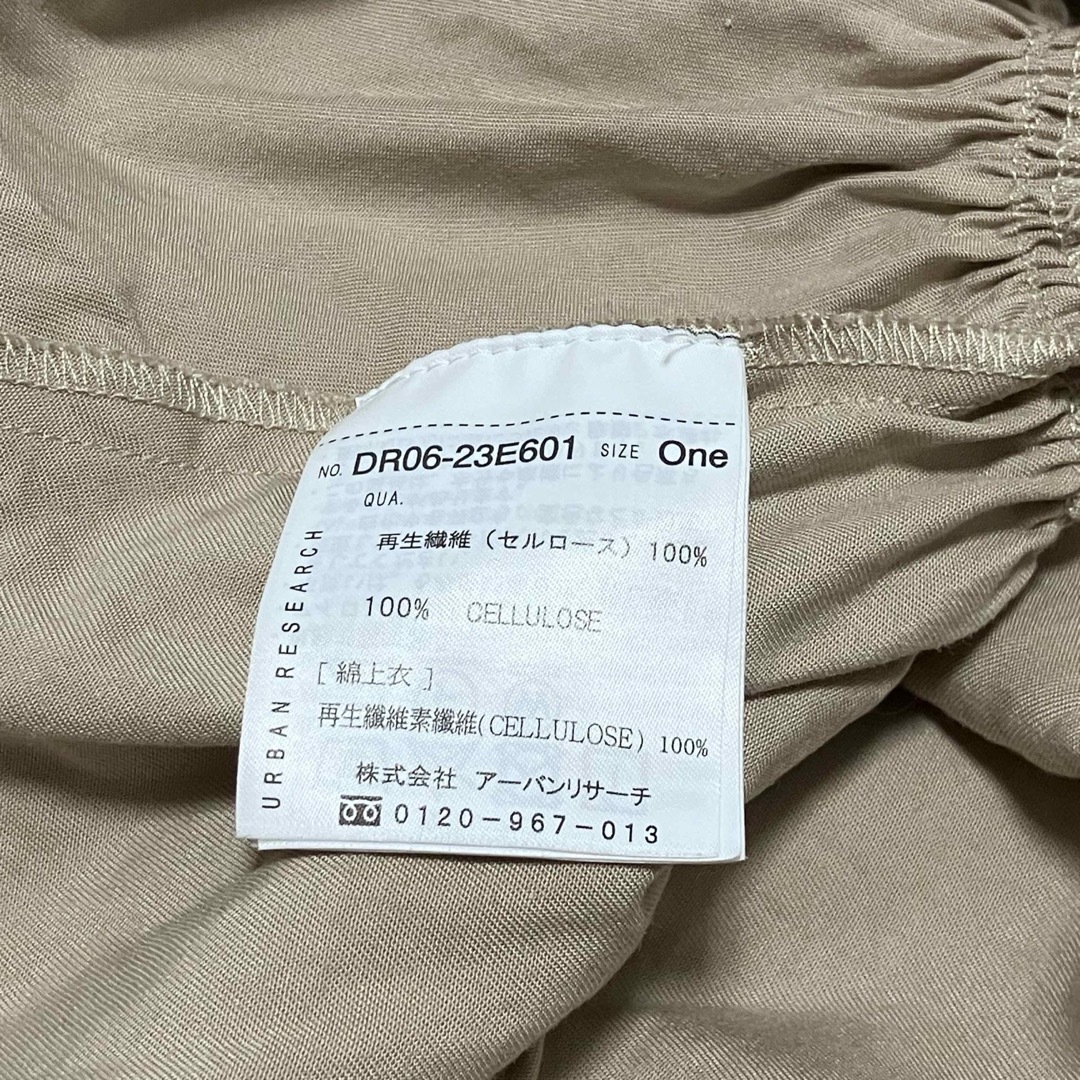 NO. DR06-23E601 SIZE One
QUA.
再生繊維 (セルロース) 100%
100% CELLULOSE
[ 綿上衣 ]
再生纖維素纖維(CELLULOSE) 100%
株式会社 アーバンリサーチ
0120-967-013
URBAN RESEARCH